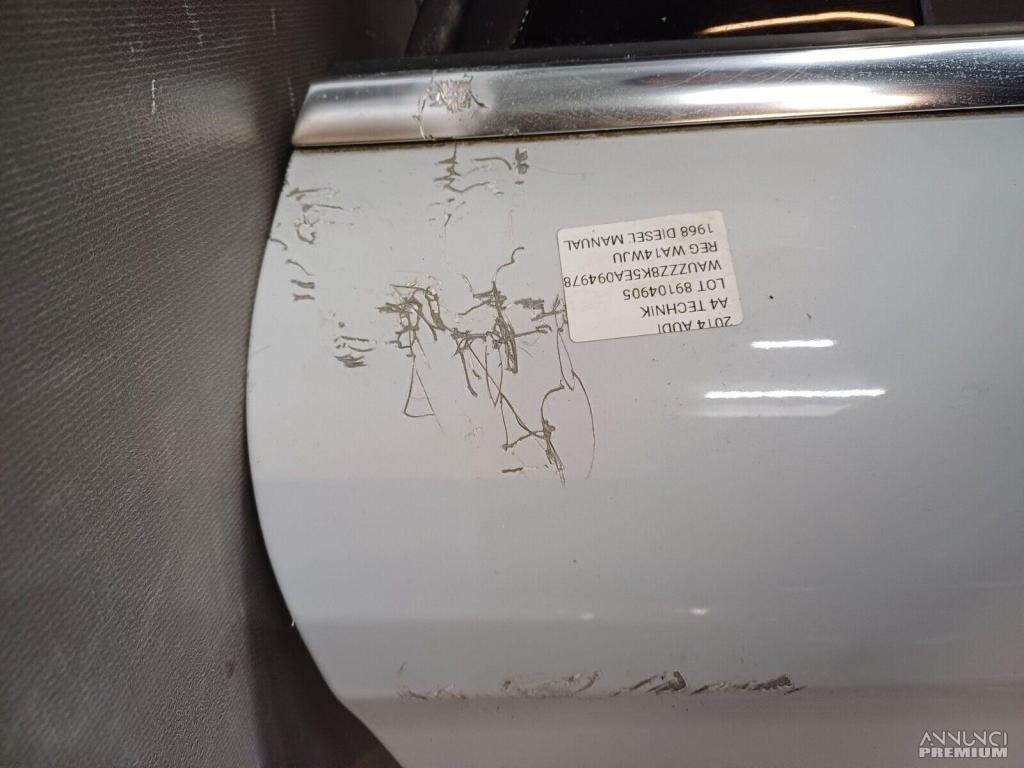 2014 AUDI
A4 TECHNIK
LOT 89104905
WAUZZZ8K5EA094978
REG WA14WJU
1968 DIESEL MANUAL
ANNUNCI
PREMIUM